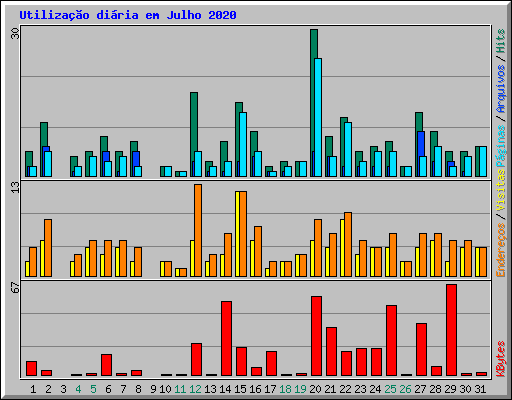 Utilização diária em Julho 2020
30
13
67
Endereços / Visitas Páginas / Arquivos / Hits
KBytes
1 2 3 4 5 6 7 8 9 10 11 12 13 14 15 16 17 18 19 20 21 22 23 24 25 26 27 28 29 30 31